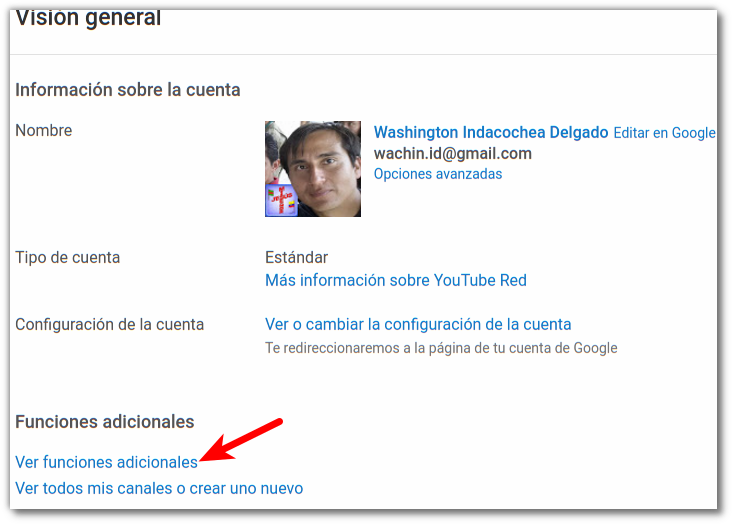 Visión general
Información sobre la cuenta
Nombre
Washington Indacochea Delgado Editar en Google
wachin.id@gmail.com
Opciones avanzadas
JESÚS
Tipo de cuenta
Estándar
Más información sobre YouTube Red
Configuración de la cuenta
Ver o cambiar la configuración de la cuenta
Te redireccionaremos a la página de tu cuenta de Google
Funciones adicionales
Ver funciones adicionales
Ver todos mis canales o crear uno nuevo